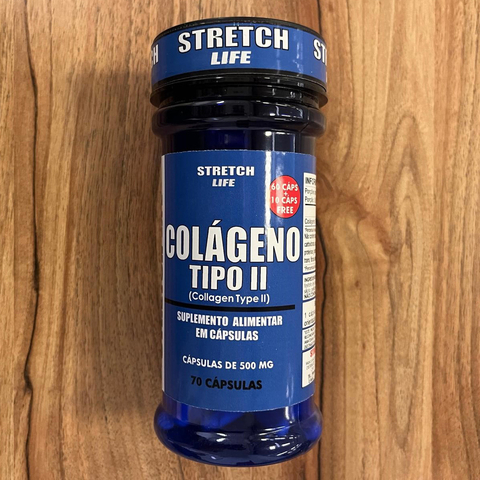 STRETCH
LIFE
STRETCH
LIFE
60 CAPS
+
10 CAPS
FREE
COLÁGENO
TIPO II
(Collagen Type II)
SUPLEMENTO ALIMENTAR
EM CÁPSULAS
CÁPSULAS DE 500 MG
70 CÁPSULAS